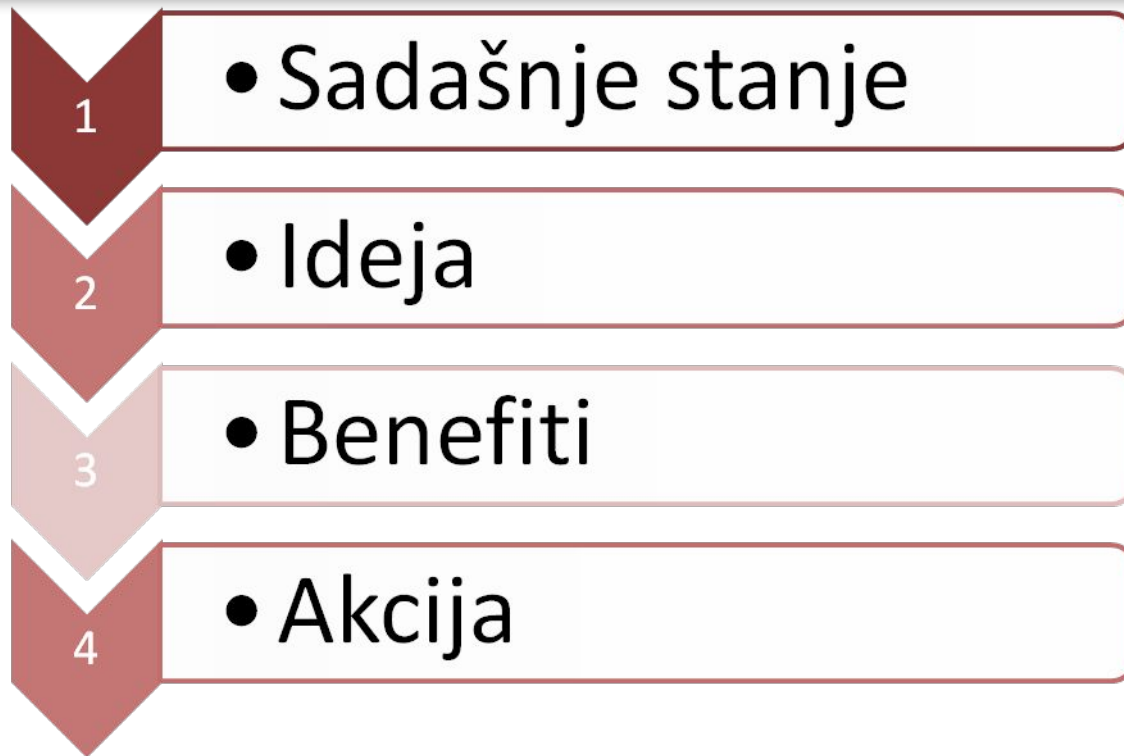 1
• Sadašnje stanje
2
• Ideja
3
• Benefiti
4
• Akcija